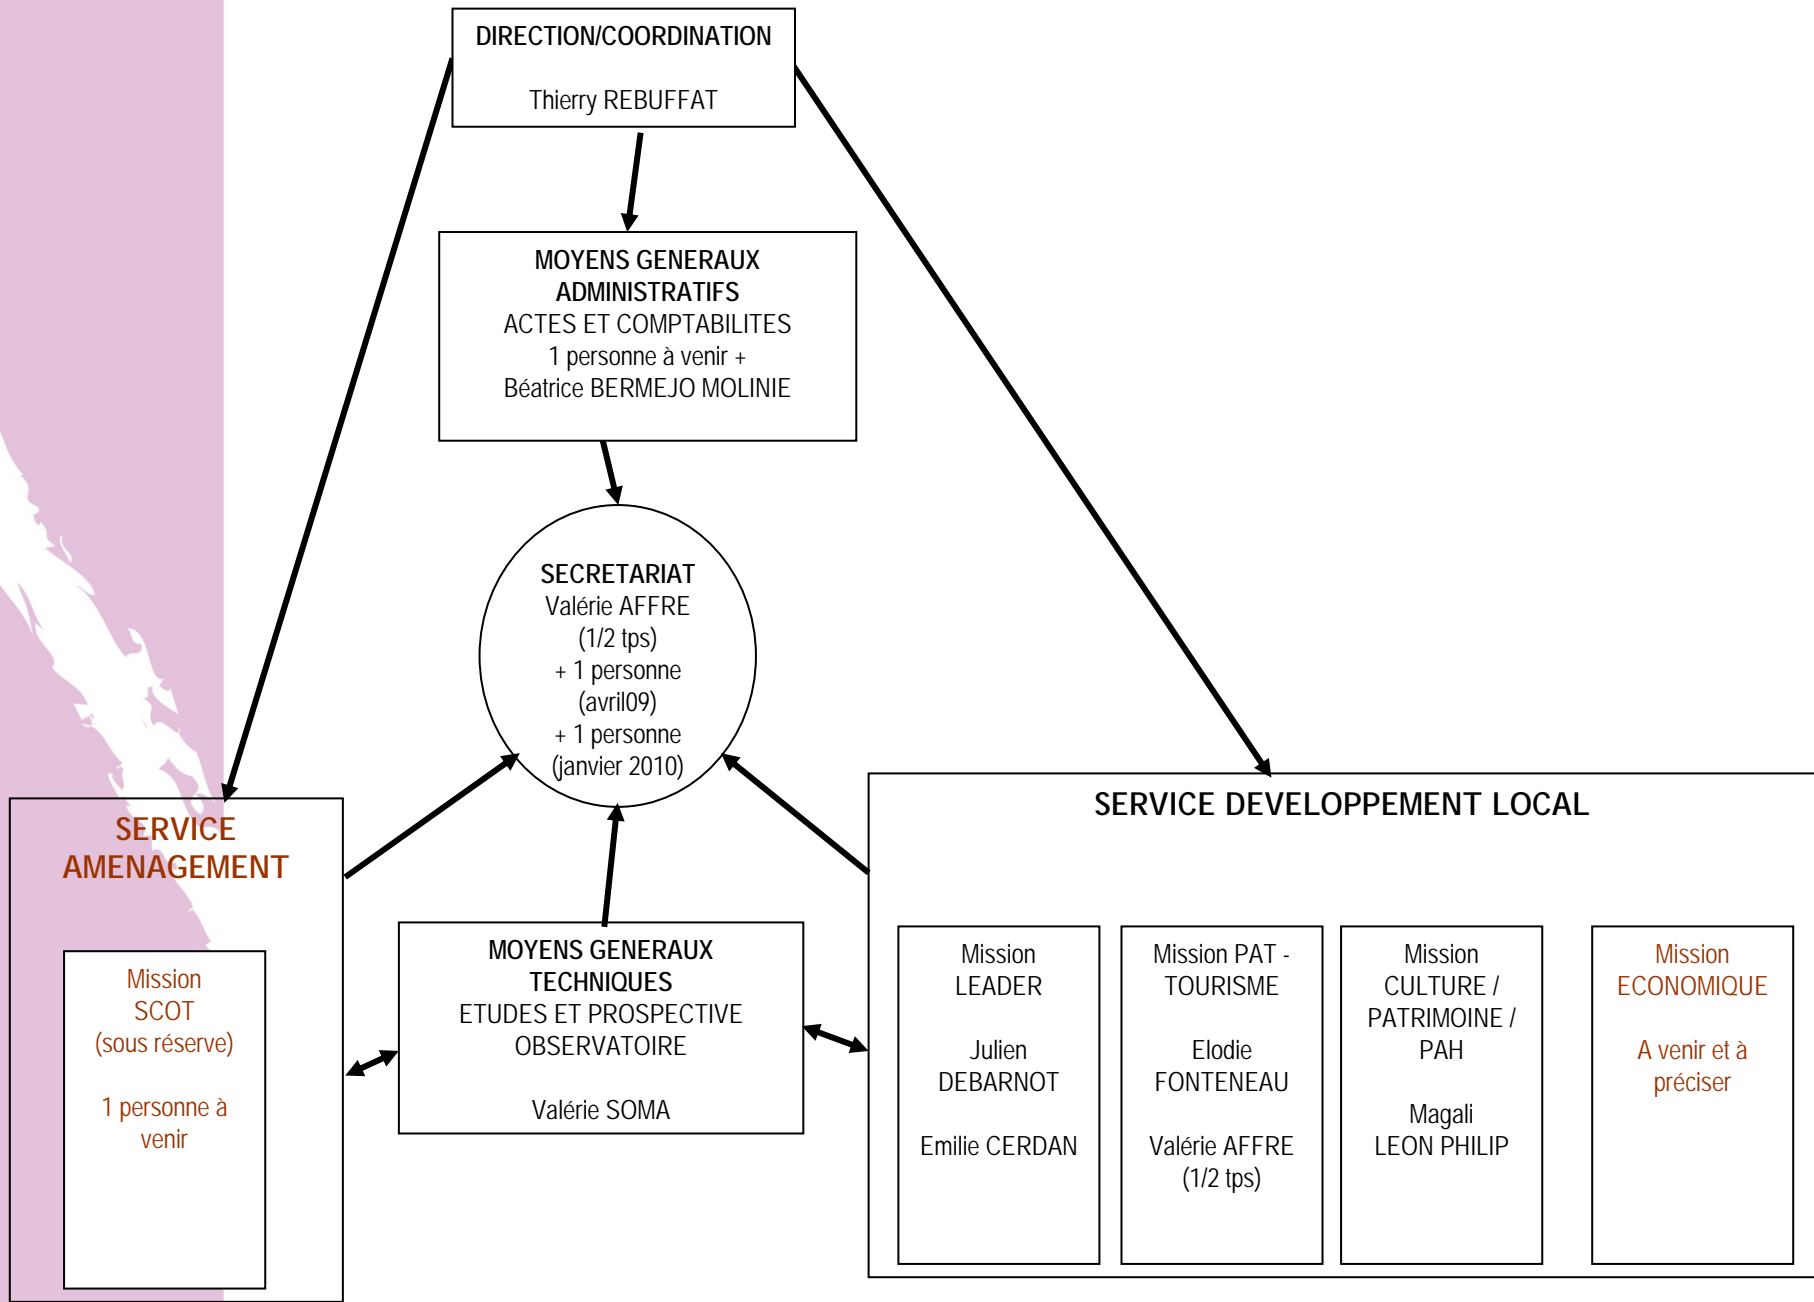 DIRECTION/COORDINATION
Thierry REBUFFAT
MOYENS GENERAUX
ADMINISTRATIFS
ACTES ET COMPTABILITES
1 personne à venir +
Béatrice BERMEJO MOLINIE
SECRETARIAT
Valérie AFFRE
(1/2 tps)
+ 1 personne
(avril09)
+ 1 personne
(janvier 2010)
SERVICE
AMENAGEMENT
Mission
SCOT
(sous réserve)
1 personne à
venir
MOYENS GENERAUX
TECHNIQUES
ETUDES ET PROSPECTIVE
OBSERVATOIRE
Valérie SOMA
SERVICE DEVELOPPEMENT LOCAL
Mission
LEADER
Julien
DEBARNOT
Emilie CERDAN
Mission PAT -
TOURISME
Elodie
FONTENEAU
Valérie AFFRE
(1/2 tps)
Mission
CULTURE /
PATRIMOINE /
PAH
Magali
LEON PHILIP
Mission
ECONOMIQUE
A venir et à
préciser